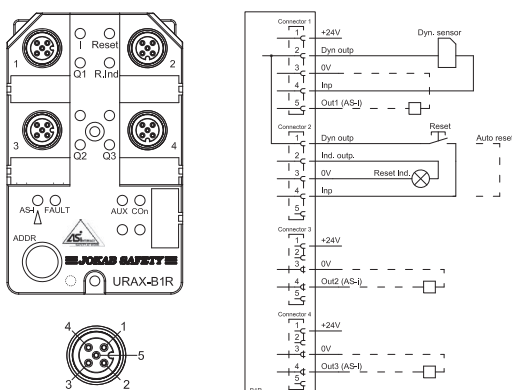 I Reset
1 2
Q1 R.Ind
3 4
Q2 Q3
AS-I FAULT AUX COn
ADDR
JOKAB SAFETY
URAX-B1R
4 1
5
3 2
Connector 1
1 +24V
2 Dyn outp
3 0V
4 Inp
5 Out1 (AS-I)
Dyn. sensor
Connector 2
1 Dyn outp
2 Ind. outp.
3 0V
4 Inp
5
Reset
Reset Ind.
Auto reset
Connector 3
1 +24V
2
3 0V
4 Out2 (AS-i)
5
Connector 4
1 +24V
2
3 0V
4 Out3 (AS-I)
5
B1R